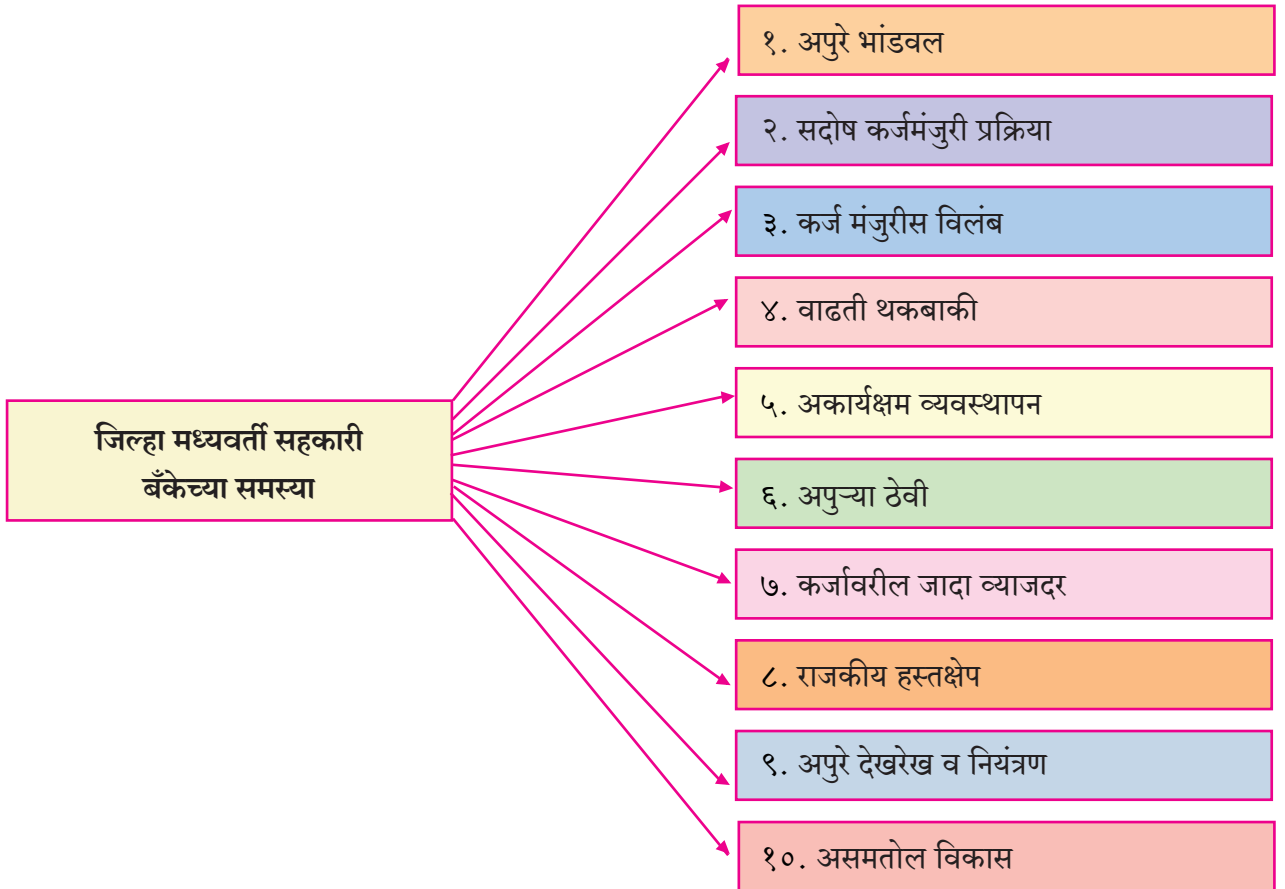 जिल्हा मध्यवर्ती सहकारी
बँकेच्या समस्या
१. अपुरे भांडवल
२. सदोष कर्जमंजुरी प्रक्रिया
३. कर्ज मंजुरीस विलंब
४. वाढती थकबाकी
५. अकार्यक्षम व्यवस्थापन
६. अपुऱ्या ठेवी
७. कर्जावरील जादा व्याजदर
८. राजकीय हस्तक्षेप
९. अपुरे देखरेख व नियंत्रण
१०. असमतोल विकास